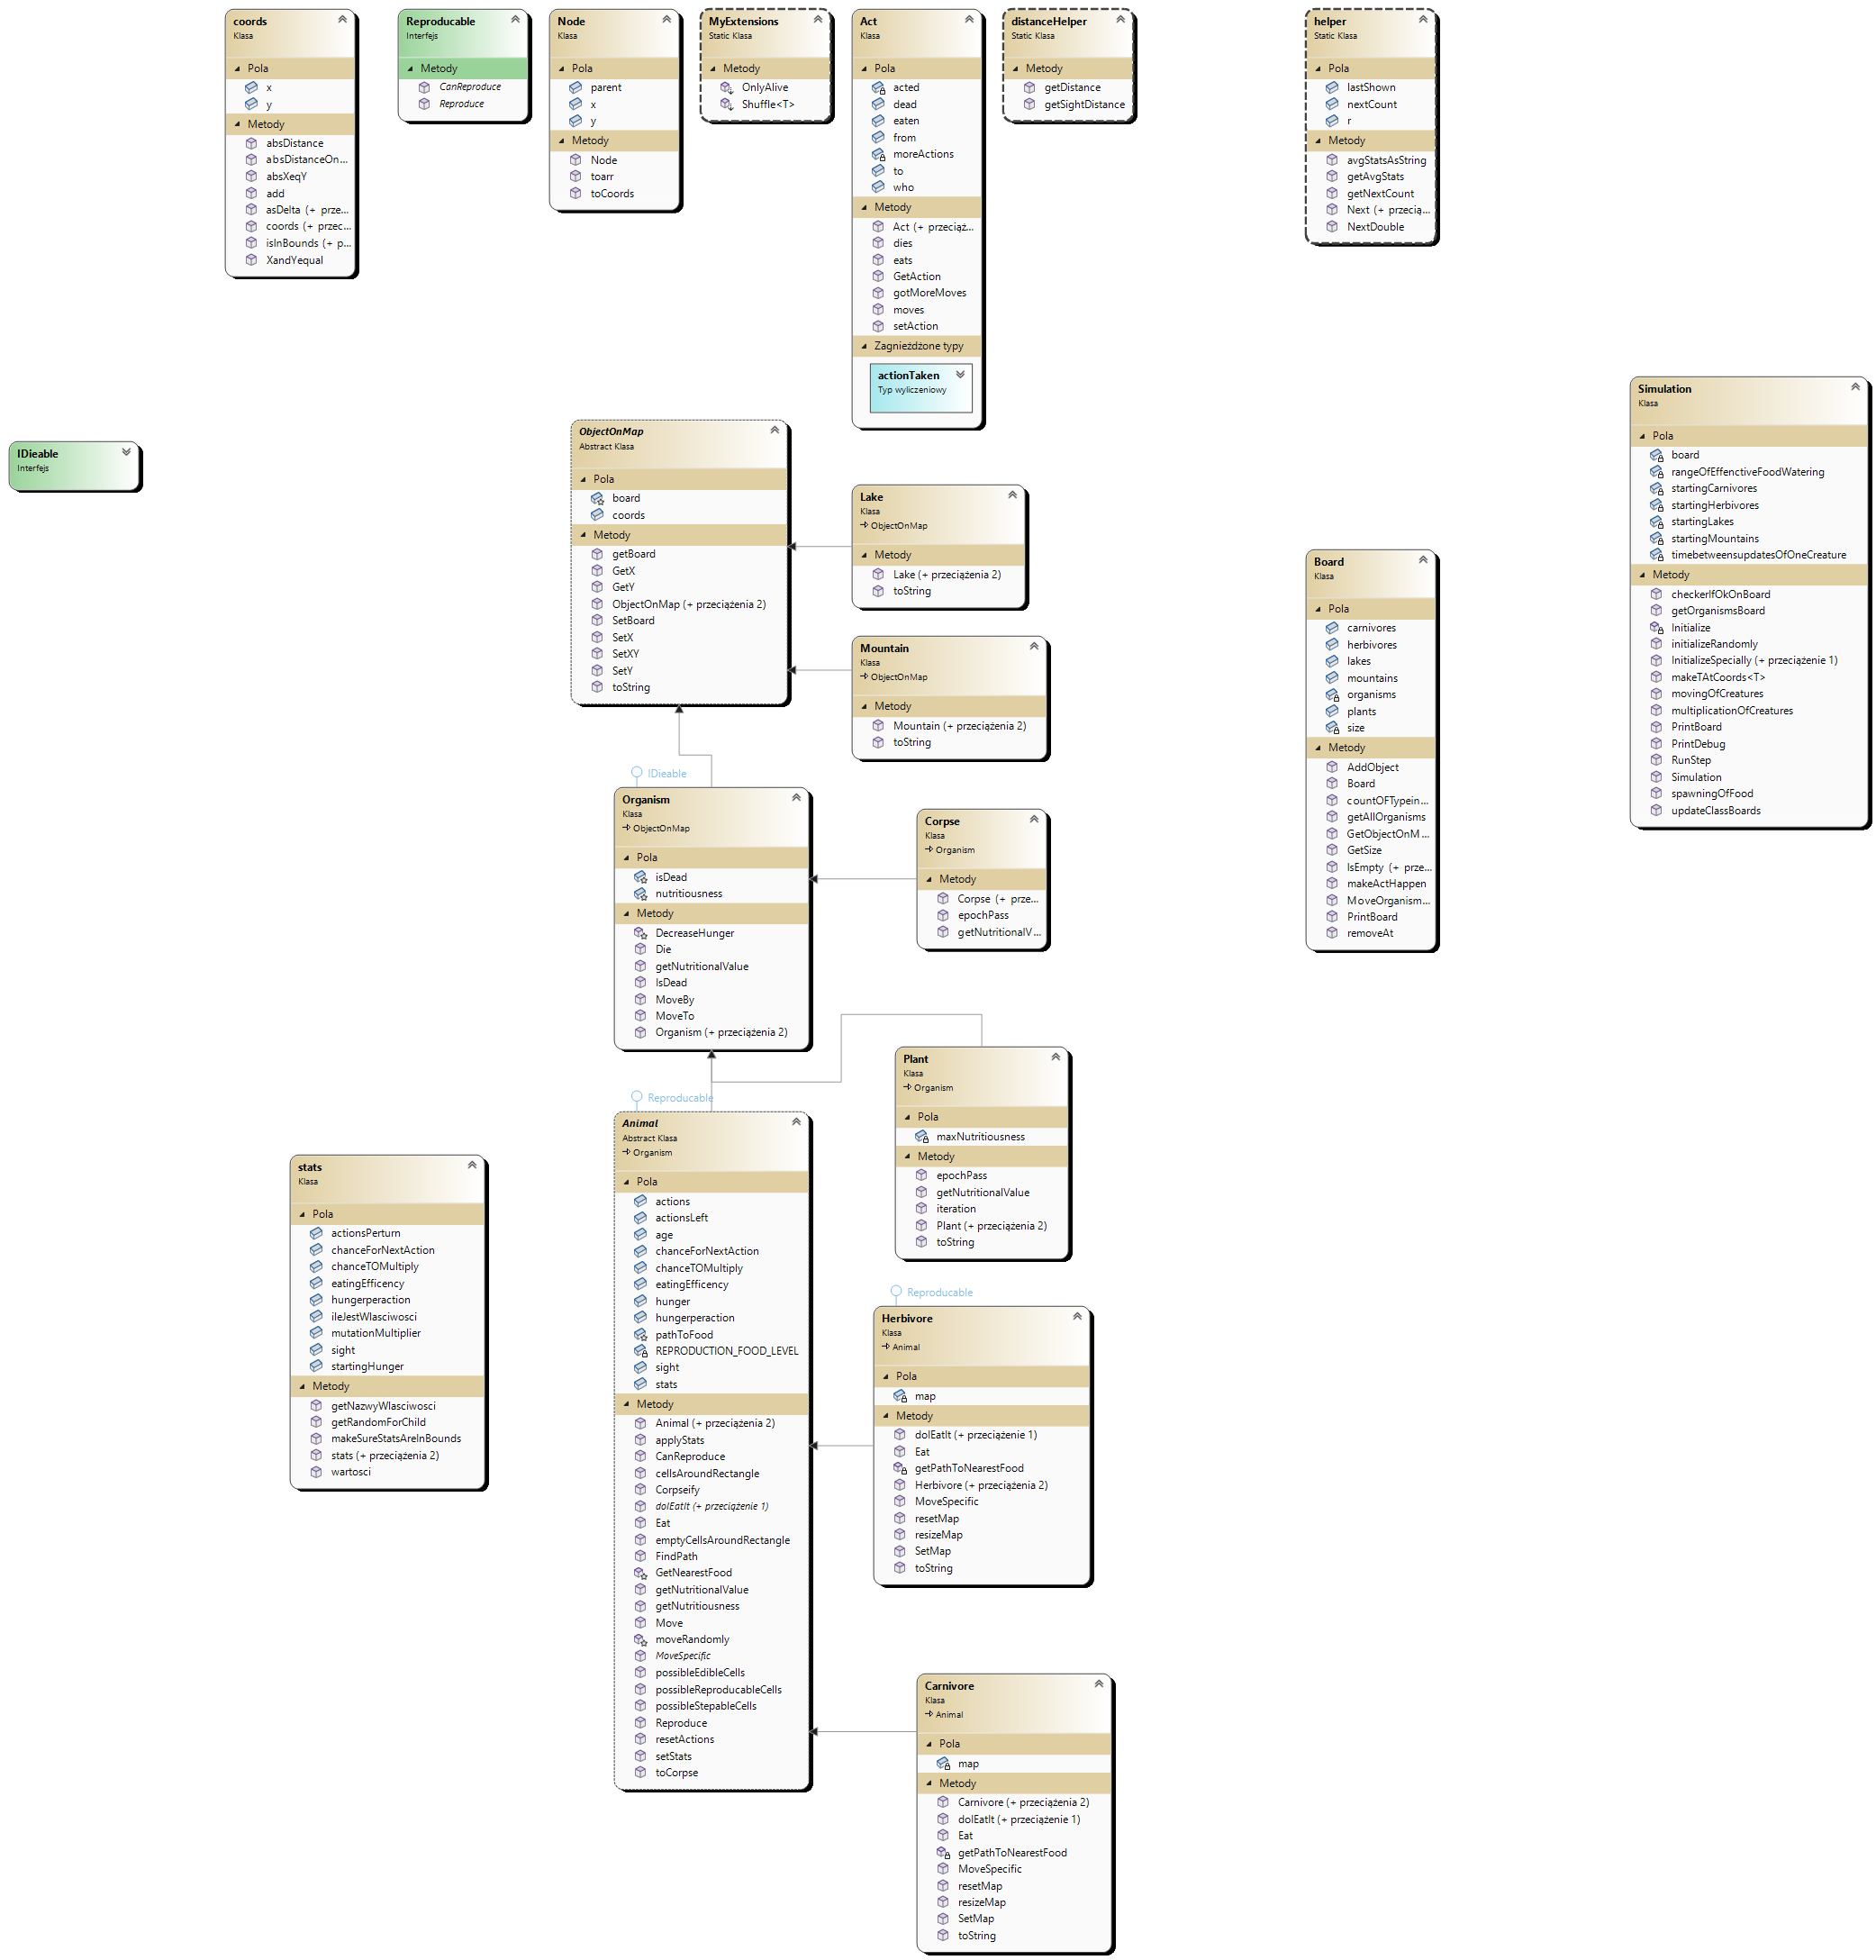 coords
Klasa
Pola
x
y
Metody
absDistance
absDistanceOn...
absXeqY
add
asDelta (+ prze...
coords (+ przec...
isInBounds (+ p...
XandYequal
Reproducable
Interfejs
Metody
CanReproduce
Reproduce
Node
Klasa
Pola
parent
x
y
Metody
Node
toarr
toCoords
MyExtensions
Static Klasa
Metody
OnlyAlive
Shuffle<T>
Act
Klasa
Pola
acted
dead
eaten
from
moreActions
to
who
Metody
Act (+ przeciąż...
dies
eats
GetAction
gotMoreMoves
moves
setAction
Zagnieżdżone typy
actionTaken
Typ wyliczeniowy
distanceHelper
Static Klasa
Metody
getDistance
getSightDistance
helper
Static Klasa
Pola
lastShown
nextCount
r
Metody
avgStatsAsString
getAvgStats
getNextCount
Next (+ przecią...
NextDouble
IDieable
Interfejs
ObjectOnMap
Abstract Klasa
Pola
board
coords
Metody
getBoard
GetX
GetY
ObjectOnMap (+ przeciążenia 2)
SetBoard
SetX
SetXY
SetY
toString
Lake
Klasa
ObjectOnMap
Metody
Lake (+ przeciążenia 2)
toString
Mountain
Klasa
ObjectOnMap
Metody
Mountain (+ przeciążenia 2)
toString
Simulation
Klasa
Pola
board
rangeOfEffenctiveFoodWatering
startingCarnivores
startingHerbivores
startingLakes
startingMountains
timebetweensupdatesOfOneCreature
Metody
checkerIfOkOnBoard
getOrganismsBoard
Initialize
initializeRandomly
InitializeSpecially (+ przeciążenie 1)
makeTAtCoords<T>
movingOfCreatures
multiplicationOfCreatures
PrintBoard
PrintDebug
RunStep
Simulation
spawningOfFood
updateClassBoards
Board
Klasa
Pola
carnivores
herbivores
lakes
mountains
organisms
plants
size
Metody
AddObject
Board
countOFTypein...
getAllOrganisms
GetObjectOnM...
GetSize
IsEmpty (+ prze...
makeActHappen
MoveOrganism...
PrintBoard
removeAt
IDieable
Organism
Klasa
ObjectOnMap
Pola
isDead
nutritiousness
Metody
DecreaseHunger
Die
getNutritionalValue
IsDead
MoveBy
MoveTo
Organism (+ przeciążenia 2)
Corpse
Klasa
Organism
Metody
Corpse (+ prze...
epochPass
getNutritionalV...
Plant
Klasa
Organism
Pola
maxNutritiousness
Metody
epochPass
getNutritionalValue
iteration
Plant (+ przeciążenia 2)
toString
Reproducable
Animal
Abstract Klasa
Organism
Pola
actions
actionsLeft
age
chanceForNextAction
chanceTOMultiply
eatingEfficency
hunger
hungerperaction
pathToFood
REPRODUCTION_FOOD_LEVEL
sight
stats
Metody
Animal (+ przeciążenia 2)
applyStats
CanReproduce
cellsAroundRectangle
Corpseify
doIEatIt (+ przeciążenie 1)
Eat
emptyCellsAroundRectangle
FindPath
GetNearestFood
getNutritionalValue
getNutritiousness
Move
moveRandomly
MoveSpecific
possibleEdibleCells
possibleReproducableCells
possibleStepableCells
Reproduce
resetActions
setStats
toCorpse
stats
Klasa
Pola
actionsPerturn
chanceForNextAction
chanceTOMultiply
eatingEfficency
hungerperaction
ileJestWlasciwosci
mutationMultiplier
sight
startingHunger
Metody
getNazwyWlasciwosci
getRandomForChild
makeSureStatsAreInBounds
stats (+ przeciążenia 2)
wartosci
Reproducable
Herbivore
Klasa
Animal
Pola
map
Metody
doIEatIt (+ przeciążenie 1)
Eat
getPathToNearestFood
Herbivore (+ przeciążenia 2)
MoveSpecific
resetMap
resizeMap
SetMap
toString
Carnivore
Klasa
Animal
Pola
map
Metody
Carnivore (+ przeciążenia 2)
doIEatIt (+ przeciążenie 1)
Eat
getPathToNearestFood
MoveSpecific
resetMap
resizeMap
SetMap
toString